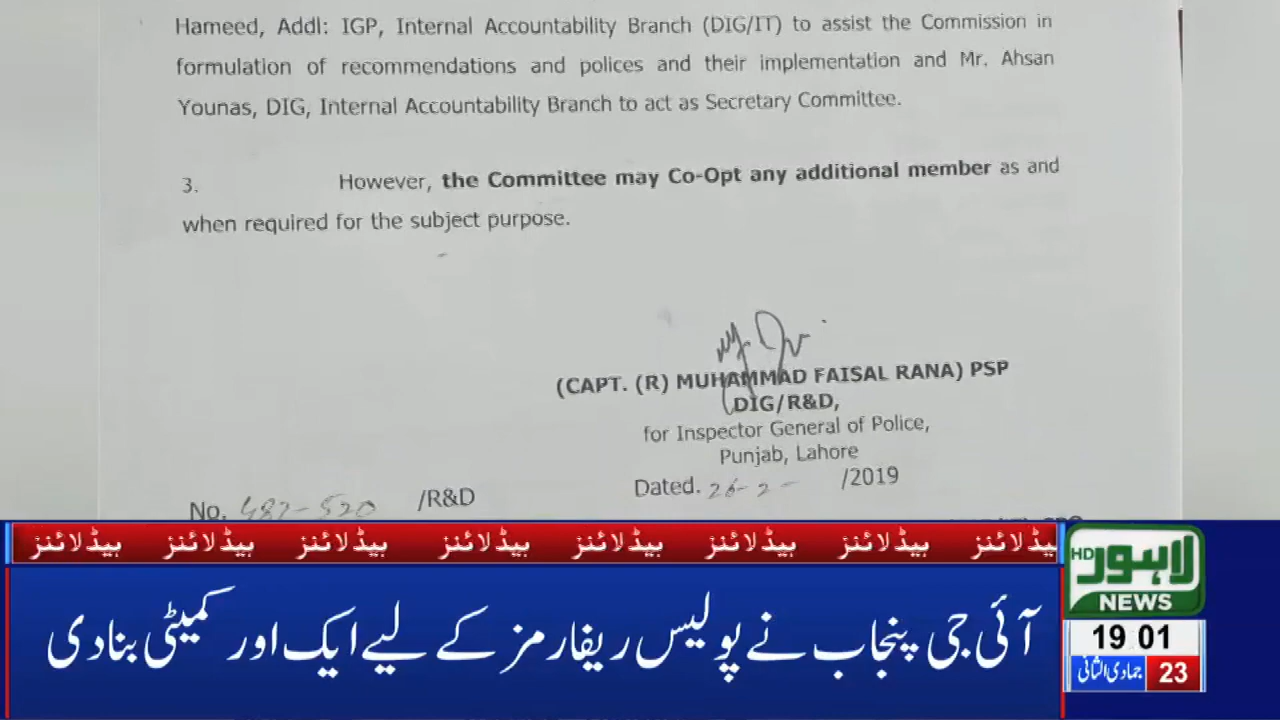 Hameed, Addl: IGP, Internal Accountability Branch (DIG/IT) to assist the Commission in
formulation of recommendations and polices and their implementation and Mr. Ahsan
Younas, DIG, Internal Accountability Branch to act as Secretary Committee.
3. However, the Committee may Co-Opt any additional member as and
when required for the subject purpose.
(CAPT. (R) MUHAMMAD FAISAL RANA) PSP
DIG/R&D,
for Inspector General of Police,
Punjab, Lahore
Dated. 26-2- /2019
No. 487-520 /R&D
ہیڈلائنز ہیڈلائنز ہیڈلائنز ہیڈلائنز ہیڈلائنز ہیڈلائنز ہیڈلائنز ہیڈلائنز
آئی جی پنجاب نے پولیس ریفارمز کے لیے ایک اور کمیٹی بنادی
HD لاہور
NEWS
19 01
23 جمادی الثانی